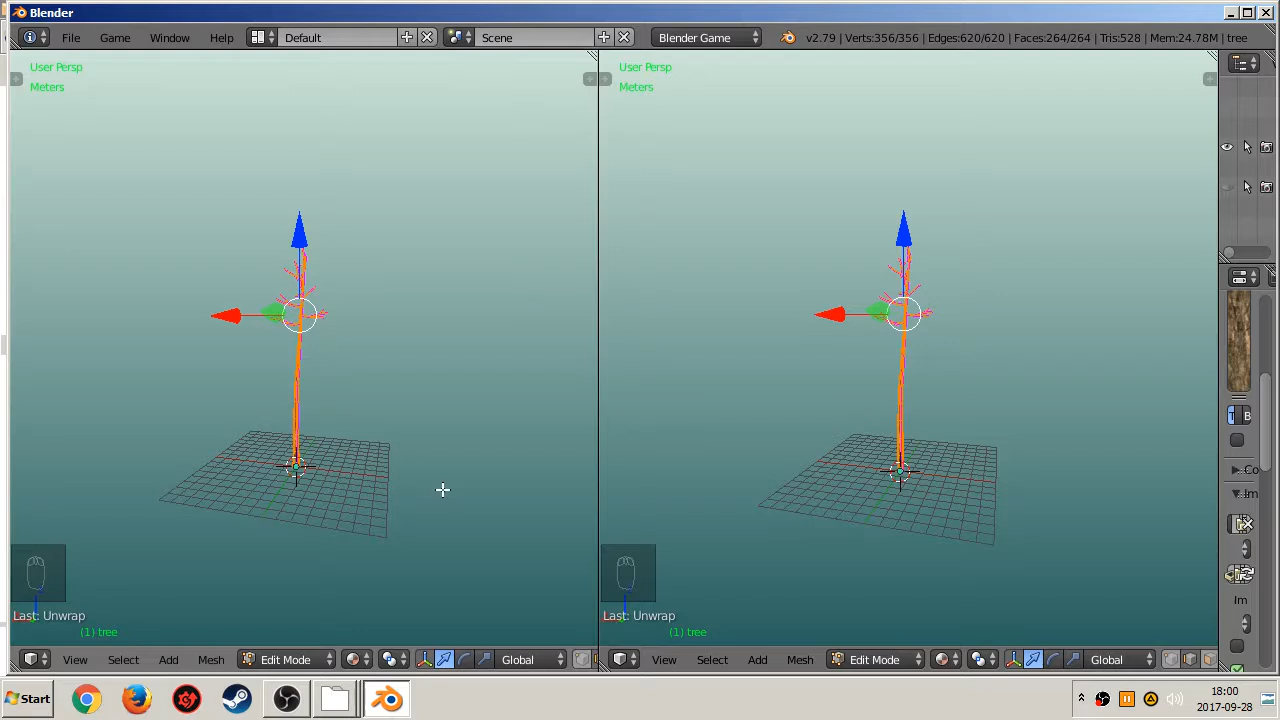 Blender
File Game Window Help Default Scene Blender Game v2.79 | Verts:356/356 | Edges:620/620 | Faces:264/264 | Tris:528 | Mem:24.78M | tree
User Persp
Meters
User Persp
Meters
Last: Unwrap
(1) tree
Last: Unwrap
(1) tree
B
Co
Im
Im
View Select Add Mesh Edit Mode Global
View Select Add Mesh Edit Mode Global
Start
18:00
2017-09-28